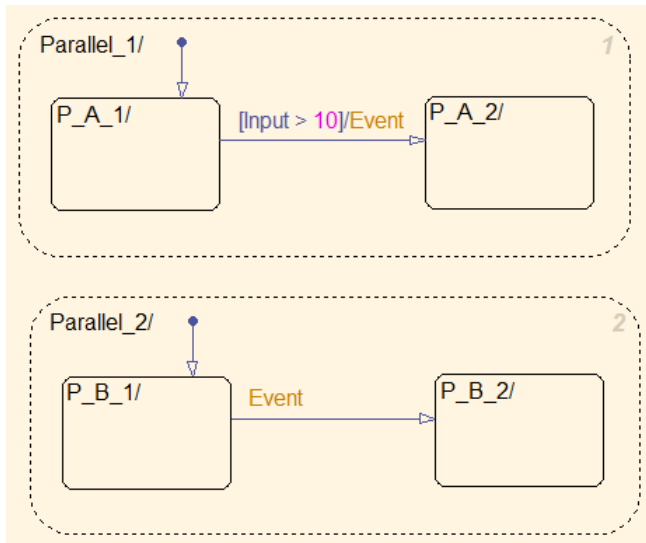 Parallel_1/
1
P_A_1/
[Input > 10]/Event
P_A_2/
Parallel_2/
2
P_B_1/
Event
P_B_2/